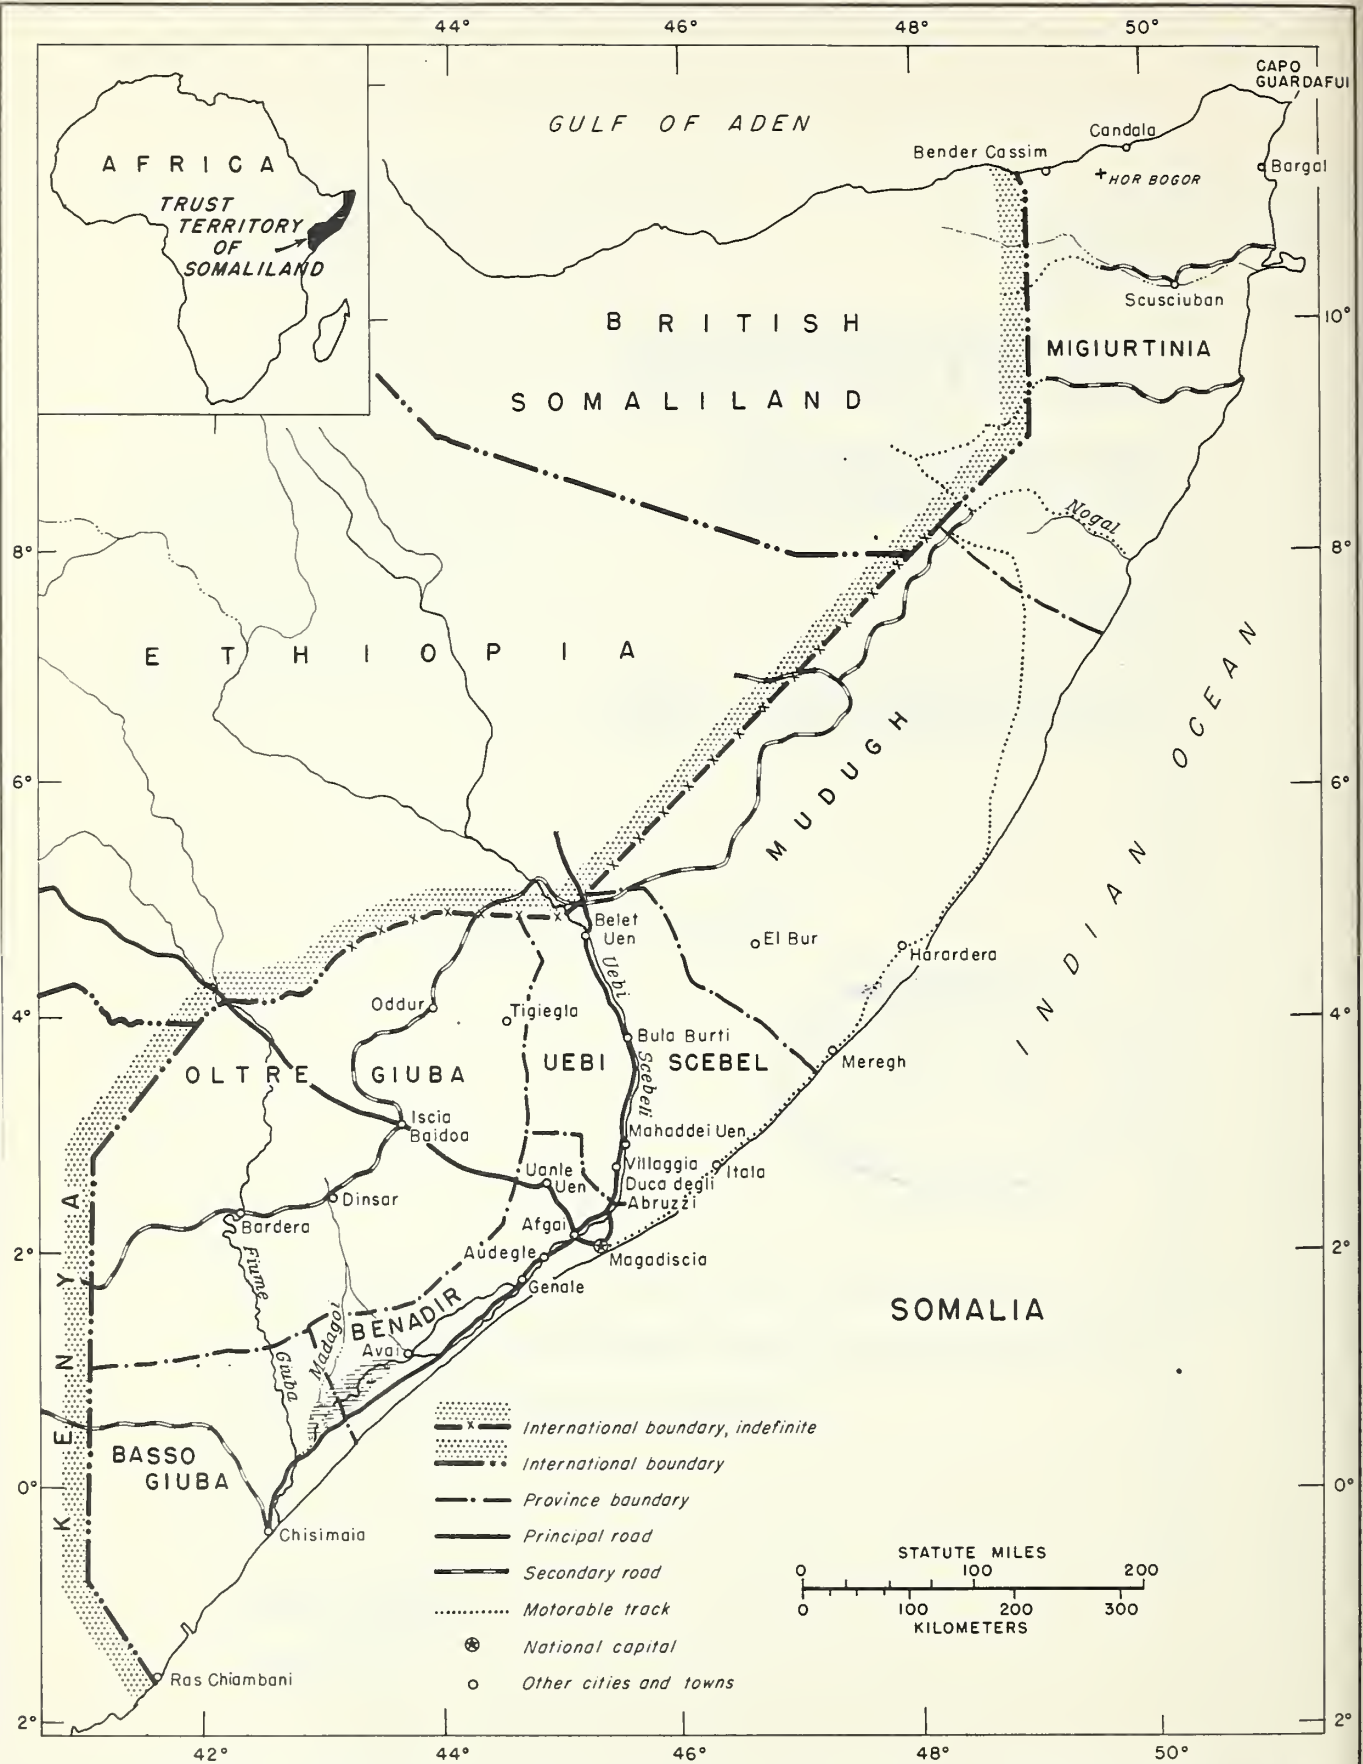 44°
46°
48°
50°
CAPO
GUARDAFUI
GULF OF ADEN
Candala
Bender Cassim
Bargal
HOR BOGOR
AFRICA
TRUST
TERRITORY
OF
SOMALILAND
Scusciuban
BRITISH
10°
MIGIURTINIA
SOMALILAND
Nogal
8°
8°
ETHIOPIA
INDIAN OCEAN
MUDUGH
6°
6°
Belet
Uen
El Bur
Harardera
Uebi
Oddur
Tigiegla
4°
4°
Bula Burti
Meregh
OLTRE GIUBA
UEBI SCEBEL
Scebeli
Iscia
Baidoa
Mahaddei Uen
Villaggio
Duca degli
Abruzzi
Itala
Uanle
Uen
Dinsar
Bardera
Afgoi
Audegle
Magadiscia
2°
2°
Genale
Fiume
Giuba
Madagoi
BENADIR
Avai
SOMALIA
KENYA
BASSO
GIUBA
0°
0°
Chisimaia
Ras Chiambani
International boundary, indefinite
International boundary
Province boundary
Principal road
Secondary road
Motorable track
National capital
Other cities and towns
STATUTE MILES
0 100 200
0 100 200 300
KILOMETERS
2°
2°
42°
44°
46°
48°
50°